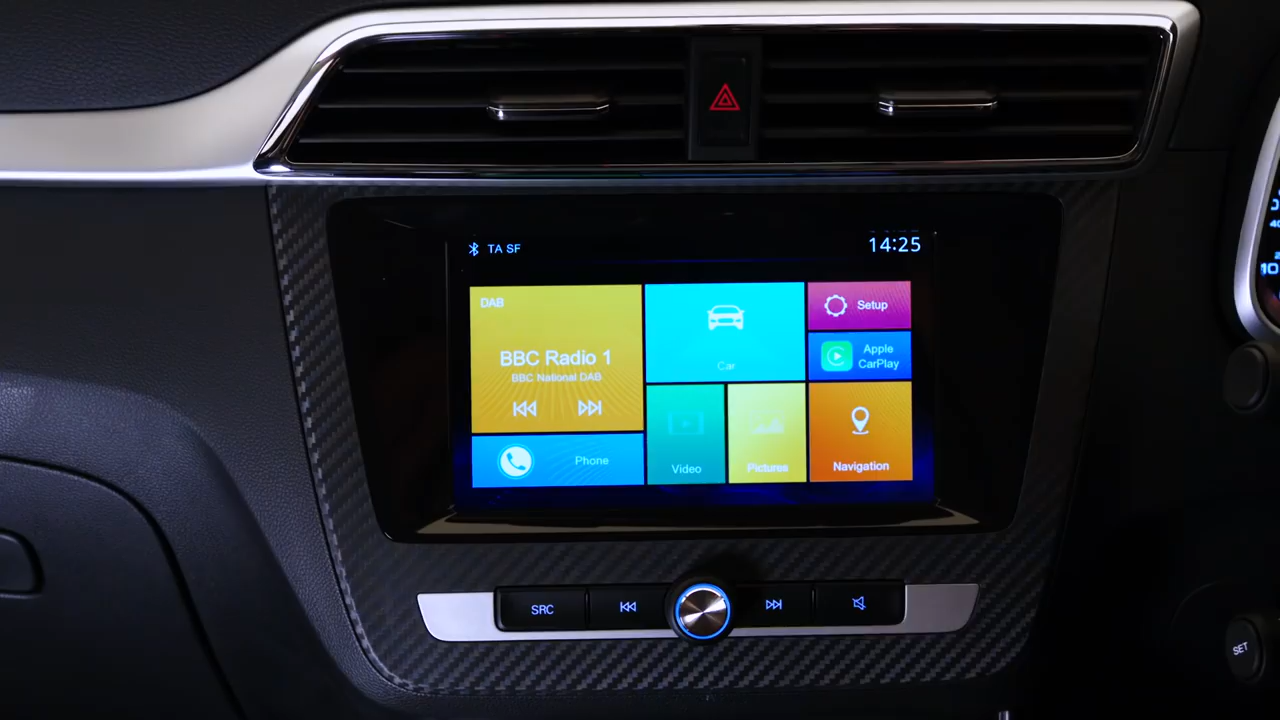 TA SF
14:25
DAB
BBC Radio 1
BBC National DAB
Car
Setup
Apple
CarPlay
Phone
Video
Pictures
Navigation
SRC
SET